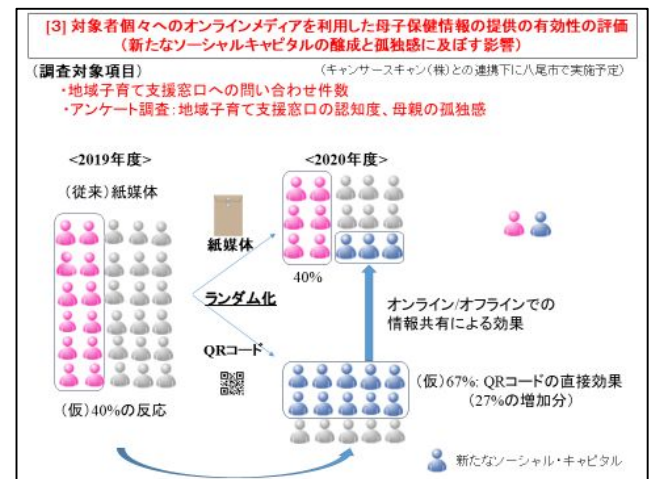 [3] 対象者個々へのオンラインメディアを利用した母子保健情報の提供の有効性の評価
(新たなソーシャルキャピタルの醸成と孤独感に及ぼす影響)
(調査対象項目)
(キャンサースキャン(株)との連携下に八尾市で実施予定)
・地域子育て支援窓口への問い合わせ件数
・アンケート調査:地域子育て支援窓口の認知度、母親の孤独感
<2019年度>
<2020年度>
(従来)紙媒体
紙媒体
40%
ランダム化
オンライン/オフラインでの
情報共有による効果
QRコード
(仮)67%: QRコードの直接効果
(27%の増加分)
(仮)40%の反応
新たなソーシャル・キャピタル